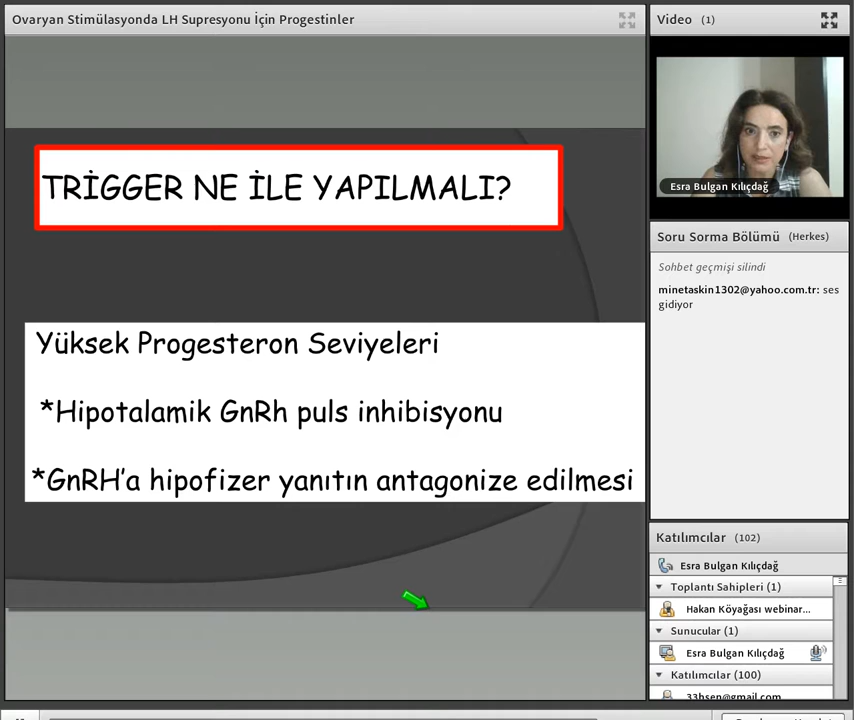 Ovaryan Stimülasyonda LH Supresyonu İçin Progestinler
TRİGGER NE İLE YAPILMALI?
Yüksek Progesteron Seviyeleri
*Hipotalamik GnRh puls inhibisyonu
*GnRH'a hipofizer yanıtın antagonize edilmesi
Video (1)
Esra Bulgan Kılıçdağ
Soru Sorma Bölümü (Herkes)
Sohbet geçmişi silindi
minetaskin1302@yahoo.com.tr: ses
gidiyor
Katılımcılar (102)
Esra Bulgan Kılıçdağ
Toplantı Sahipleri (1)
Hakan Köyağası webinar...
Sunucular (1)
Esra Bulgan Kılıçdağ
Katılımcılar (100)